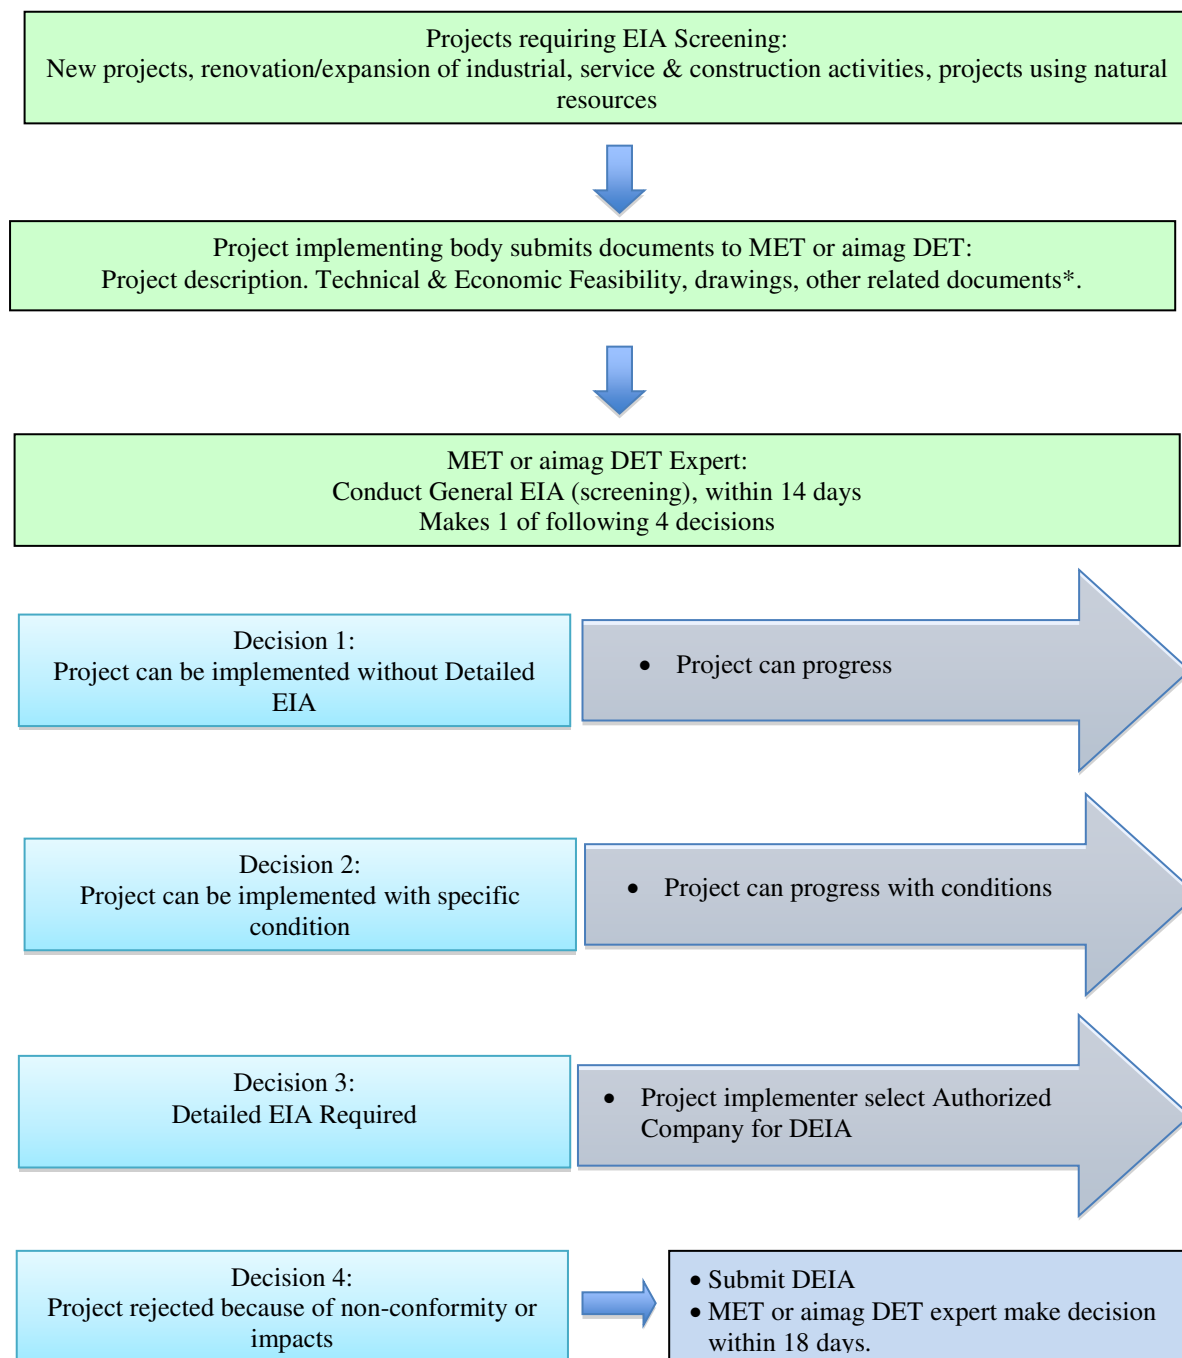 Projects requiring EIA Screening:
New projects, renovation/expansion of industrial, service & construction activities, projects using natural
resources
Project implementing body submits documents to MET or aimag DET:
Project description. Technical & Economic Feasibility, drawings, other related documents*.
MET or aimag DET Expert:
Conduct General EIA (screening), within 14 days
Makes 1 of following 4 decisions
Decision 1:
Project can be implemented without Detailed
EIA
• Project can progress
Decision 2:
Project can be implemented with specific
condition
• Project can progress with conditions
Decision 3:
Detailed EIA Required
• Project implementer select Authorized
Company for DEIA
Decision 4:
Project rejected because of non-conformity or
impacts
• Submit DEIA
• MET or aimag DET expert make decision
within 18 days.